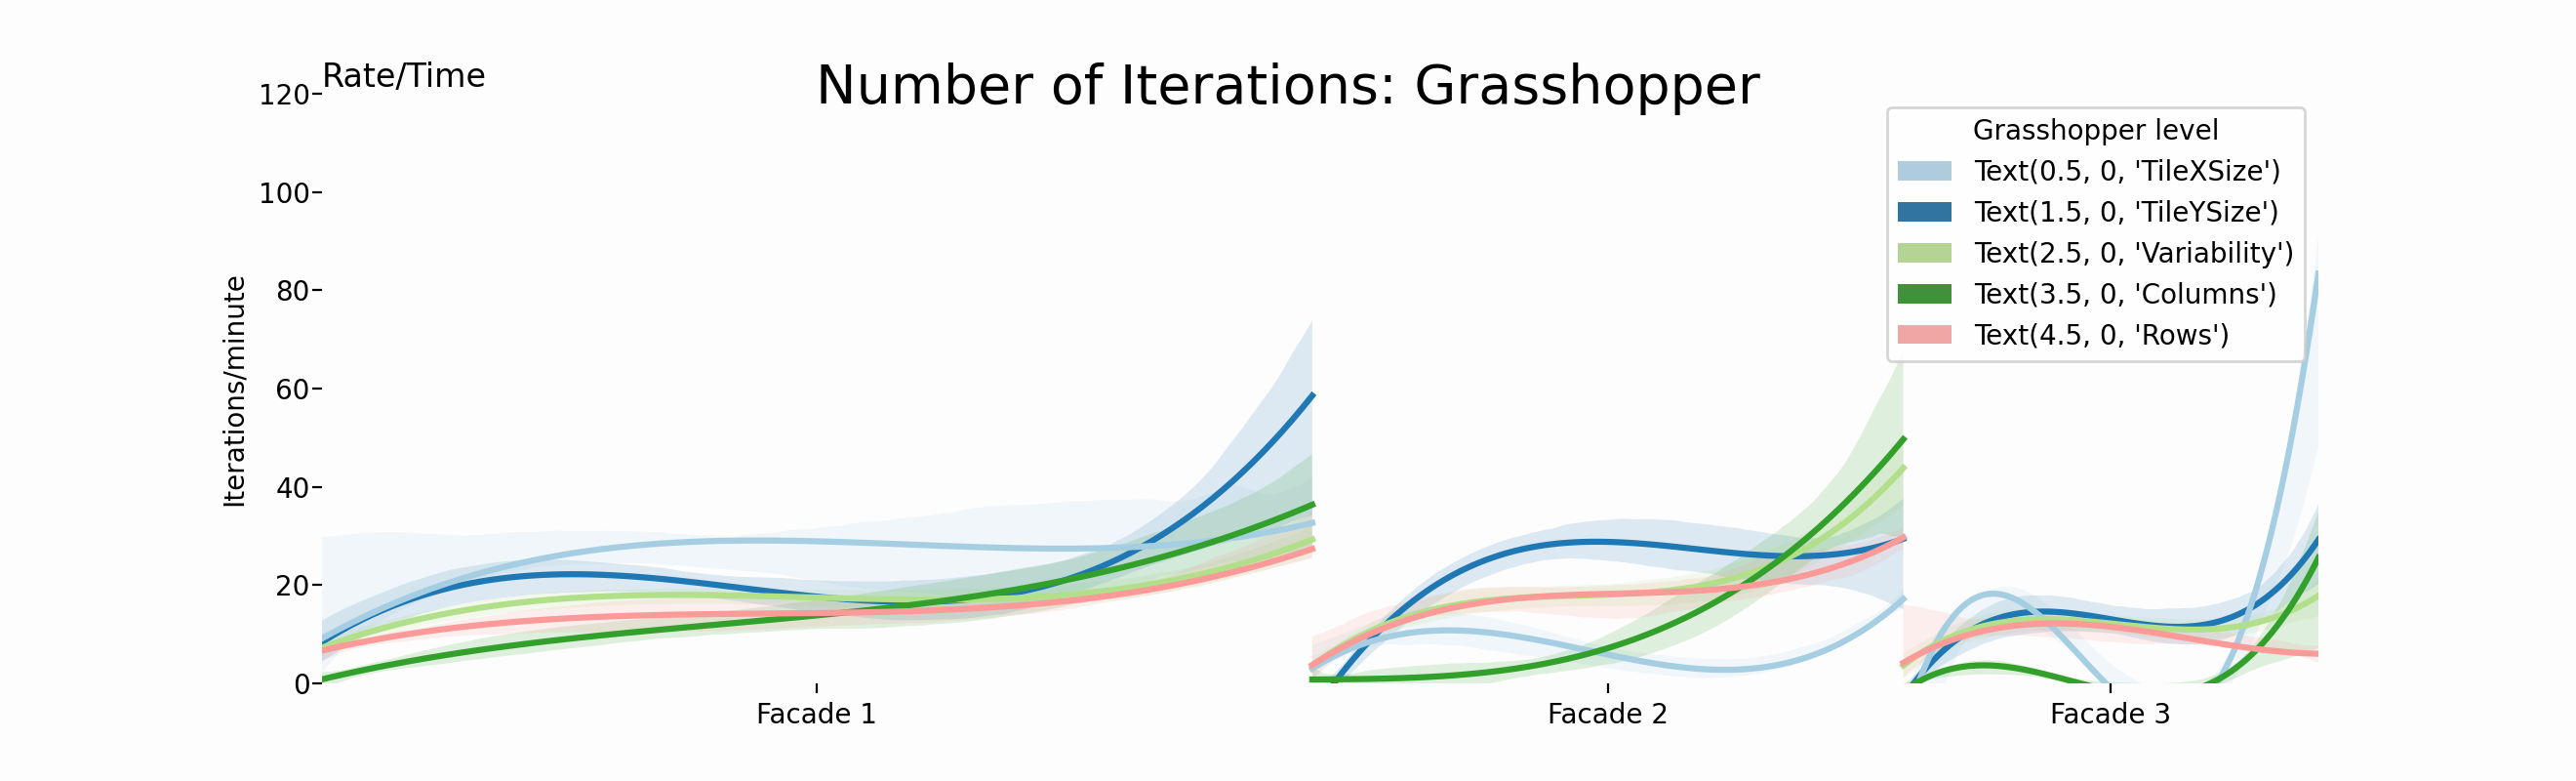 Rate/Time
Number of Iterations: Grasshopper
120
100
80
60
40
20
0
Iterations/minute
Grasshopper level
Text(0.5, 0, 'TileXSize')
Text(1.5, 0, 'TileYSize')
Text(2.5, 0, 'Variability')
Text(3.5, 0, 'Columns')
Text(4.5, 0, 'Rows')
Facade 1
Facade 2
Facade 3